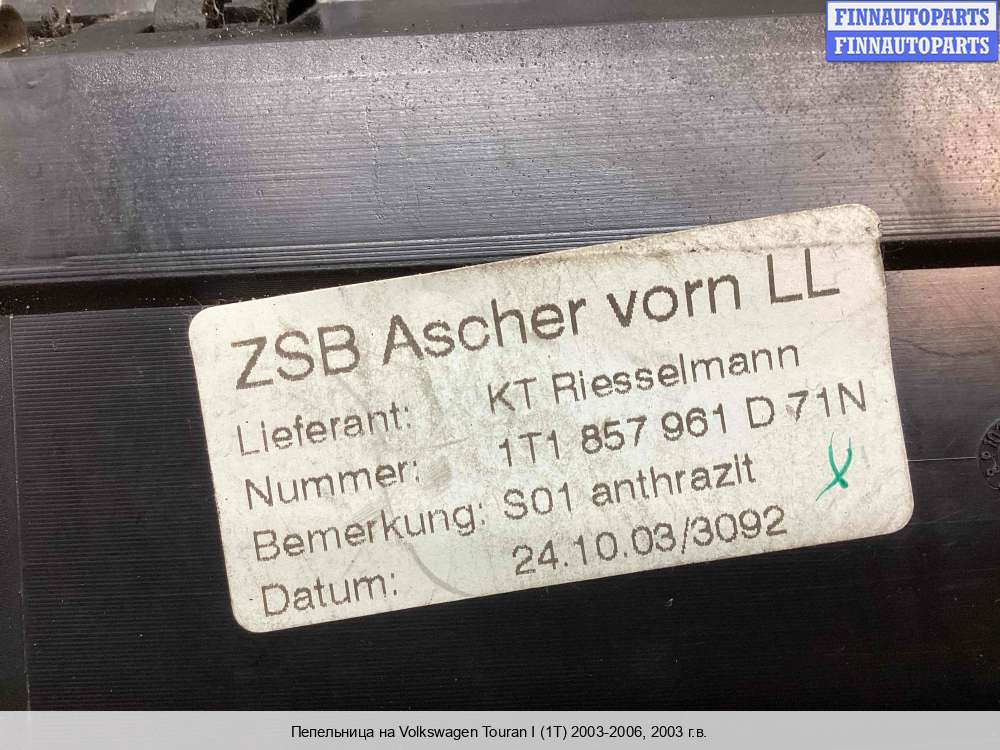 FINNAUTOPARTS
FINNAUTOPARTS
ZSB Ascher vorn LL
Lieferant: KT Riesselmann
Nummer: 1T1 857 961 D 71N
Bemerkung: S01 anthrazit
Datum: 24.10.03/3092
Пепельница на Volkswagen Touran I (1T) 2003-2006, 2003 г.в.